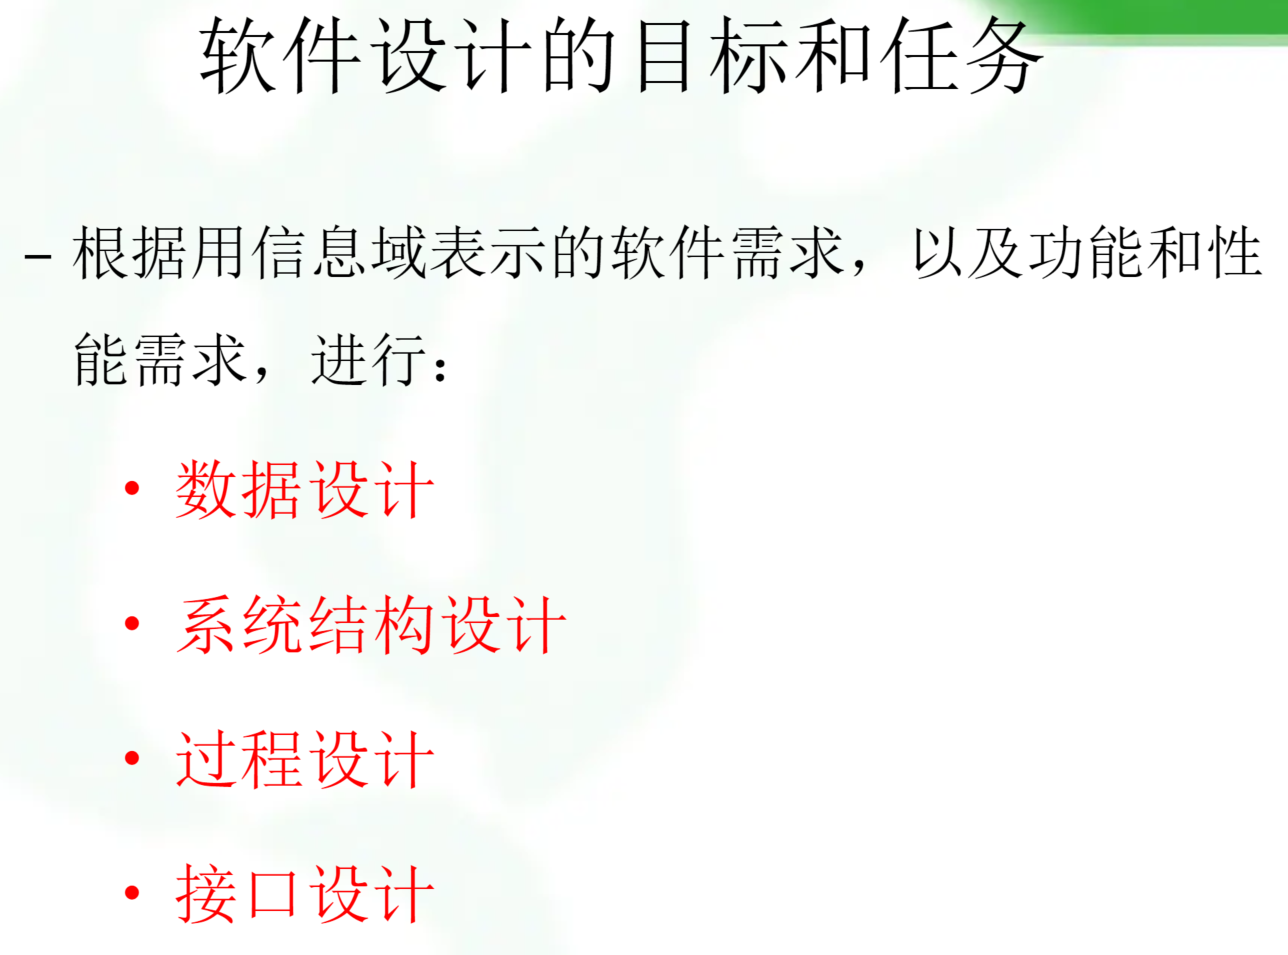 软件设计的目标和任务
– 根据用信息域表示的软件需求，以及功能和性
能需求，进行：
• 数据设计
• 系统结构设计
• 过程设计
• 接口设计